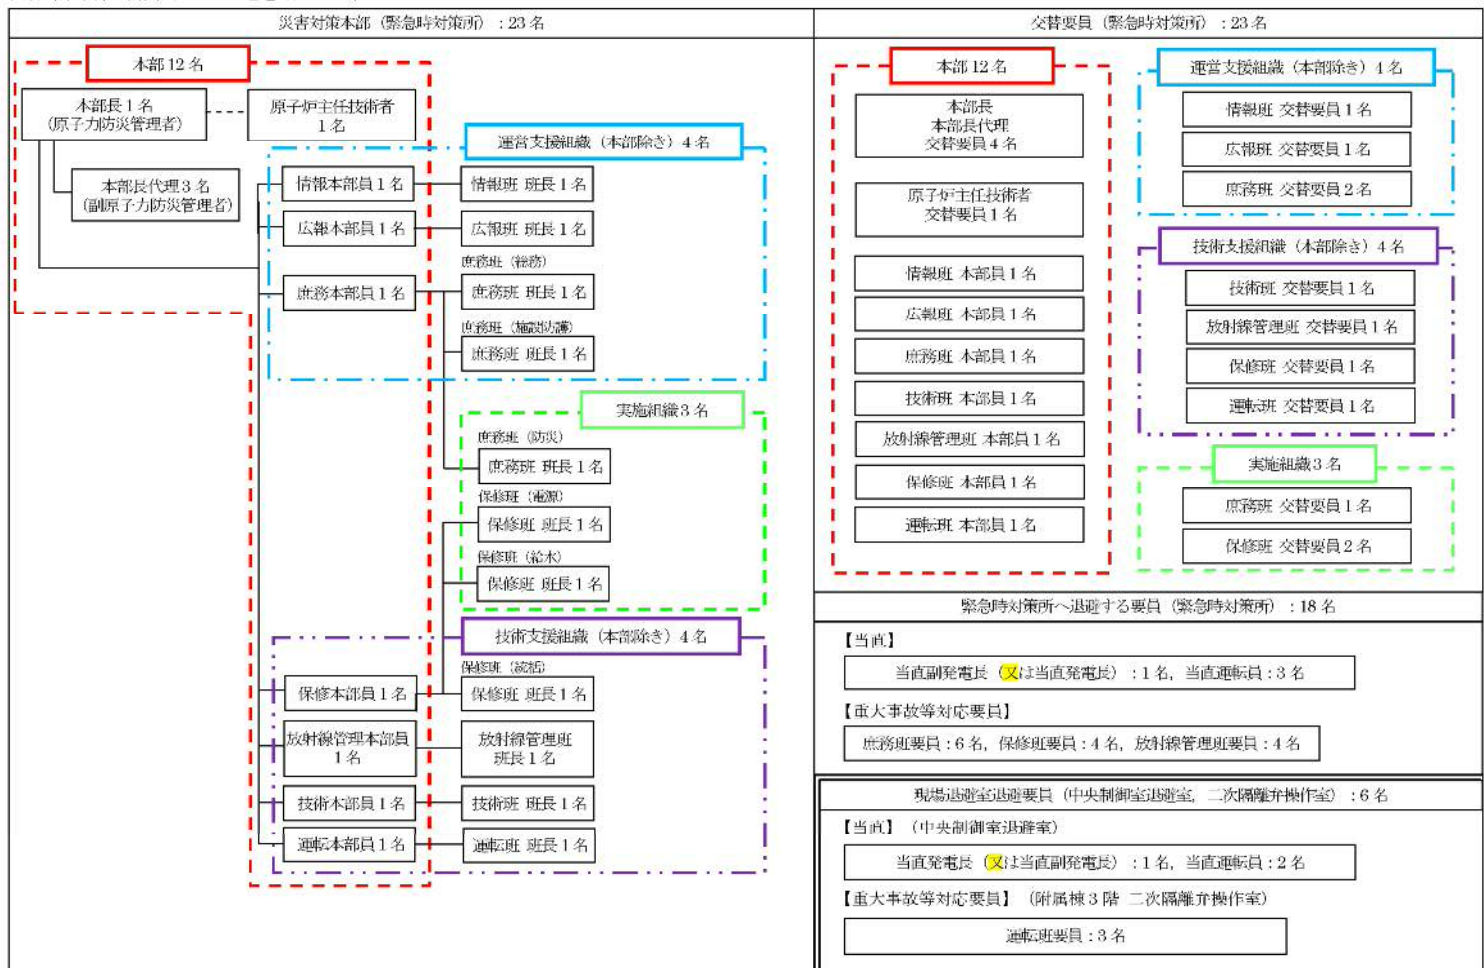 災害対策本部（緊急時対策所）：23名
本部12名
本部長1名
(原子力防災管理者)
原子炉主任技術者
1名
本部長代理3名
(副原子力防災管理者)
運営支援組織（本部除き）4名
情報本部員1名
情報班 班長1名
広報本部員1名
広報班 班長1名
庶務班（総務）
庶務本部員1名
庶務班 班長1名
庶務班（施設防護）
庶務班 班長1名
実施組織3名
庶務班（防災）
庶務班 班長1名
保修班（電源）
保修班 班長1名
保修班（給水）
保修班 班長1名
技術支援組織（本部除き）4名
保修班（統括）
保修本部員1名
保修班 班長1名
放射線管理本部員
1名
放射線管理班
班長1名
技術本部員1名
技術班 班長1名
運転本部員1名
運転班 班長1名
交替要員（緊急時対策所）：23名
本部12名
本部長
本部長代理
交替要員4名
原子炉主任技術者
交替要員1名
情報班 本部員1名
広報班 本部員1名
庶務班 本部員1名
技術班 本部員1名
放射線管理班 本部員1名
保修班 本部員1名
運転班 本部員1名
運営支援組織（本部除き）4名
情報班 交替要員1名
広報班 交替要員1名
庶務班 交替要員2名
技術支援組織（本部除き）4名
技術班 交替要員1名
放射線管理班 交替要員1名
保修班 交替要員1名
運転班 交替要員1名
実施組織3名
庶務班 交替要員1名
保修班 交替要員2名
緊急時対策所へ退避する要員（緊急時対策所）：18名
【当直】
当直副発電長（又は当直発電長）：1名，当直運転員：3名
【重大事故等対応要員】
庶務班要員：6名，保修班要員：4名，放射線管理班要員：4名
現場退避室退避要員（中央制御室退避室，二次隔離弁操作室）：6名
【当直】（中央制御室退避室）
当直発電長（又は当直副発電長）：1名，当直運転員：2名
【重大事故等対応要員】（附属棟3階 二次隔離弁操作室）
運転班要員：3名